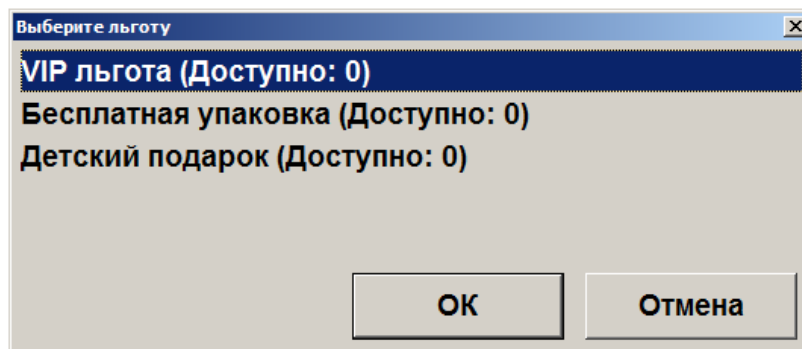 Выберите льготу
VIP льгота (Доступно: 0)
Бесплатная упаковка (Доступно: 0)
Детский подарок (Доступно: 0)
ОК
Отмена